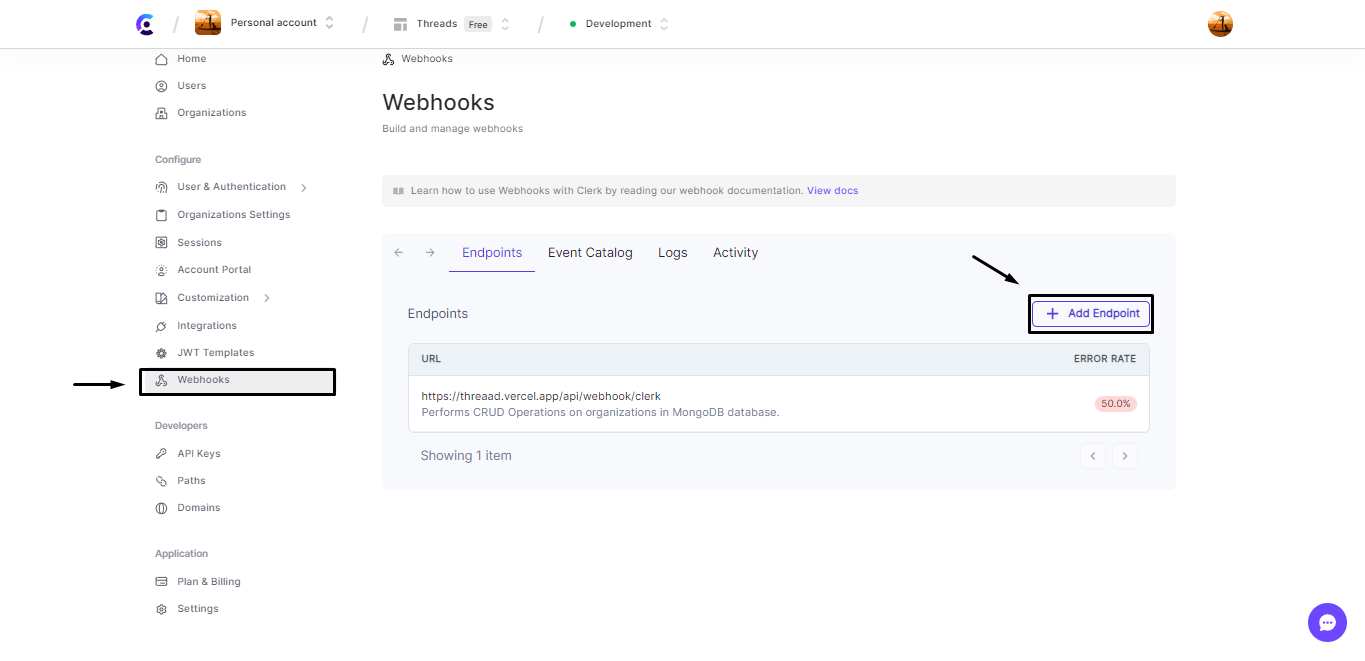 Personal account
Threads Free
Development
Home
Users
Organizations
Configure
User & Authentication
Organizations Settings
Sessions
Account Portal
Customization
Integrations
JWT Templates
Webhooks
Developers
API Keys
Paths
Domains
Application
Plan & Billing
Settings
Webhooks
Webhooks
Build and manage webhooks
Learn how to use Webhooks with Clerk by reading our webhook documentation. View docs
Endpoints Event Catalog Logs Activity
Endpoints
Add Endpoint
URL ERROR RATE
https://threaad.vercel.app/api/webhook/clerk
Performs CRUD Operations on organizations in MongoDB database.
50.0%
Showing 1 item